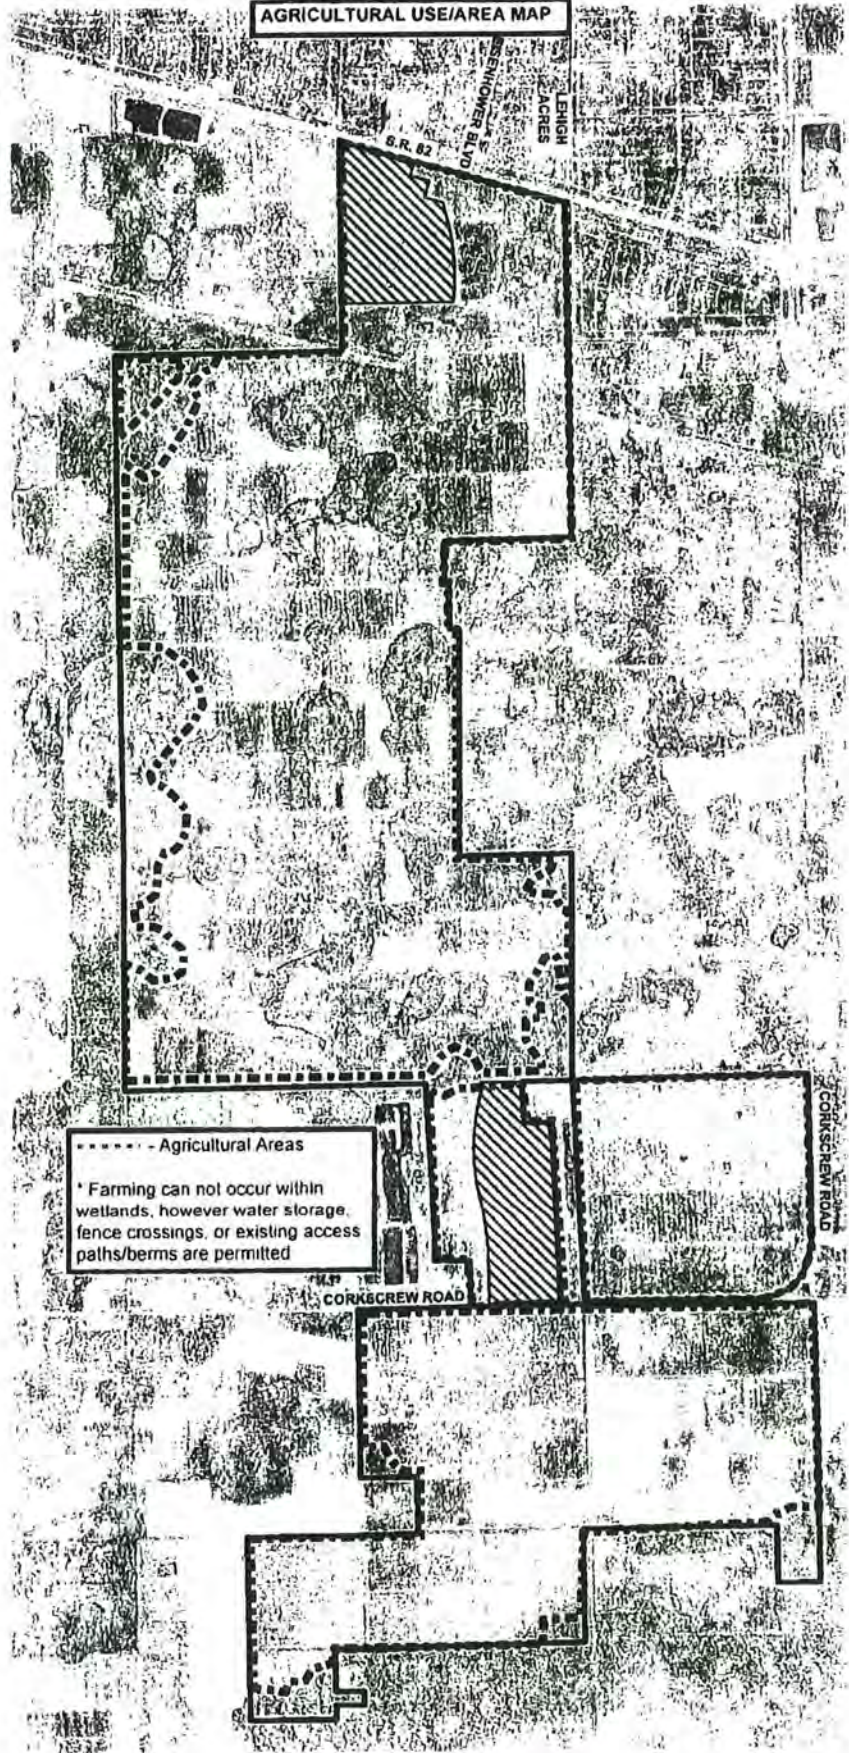 AGRICULTURAL USE/AREA MAP
LEHIGH
ACRES
S.R. 82
BLVD
- Agricultural Areas
* Farming can not occur within
wetlands, however water storage,
fence crossings, or existing access
paths/berms are permitted
CORKSCREW ROAD
CORKSCREW ROAD